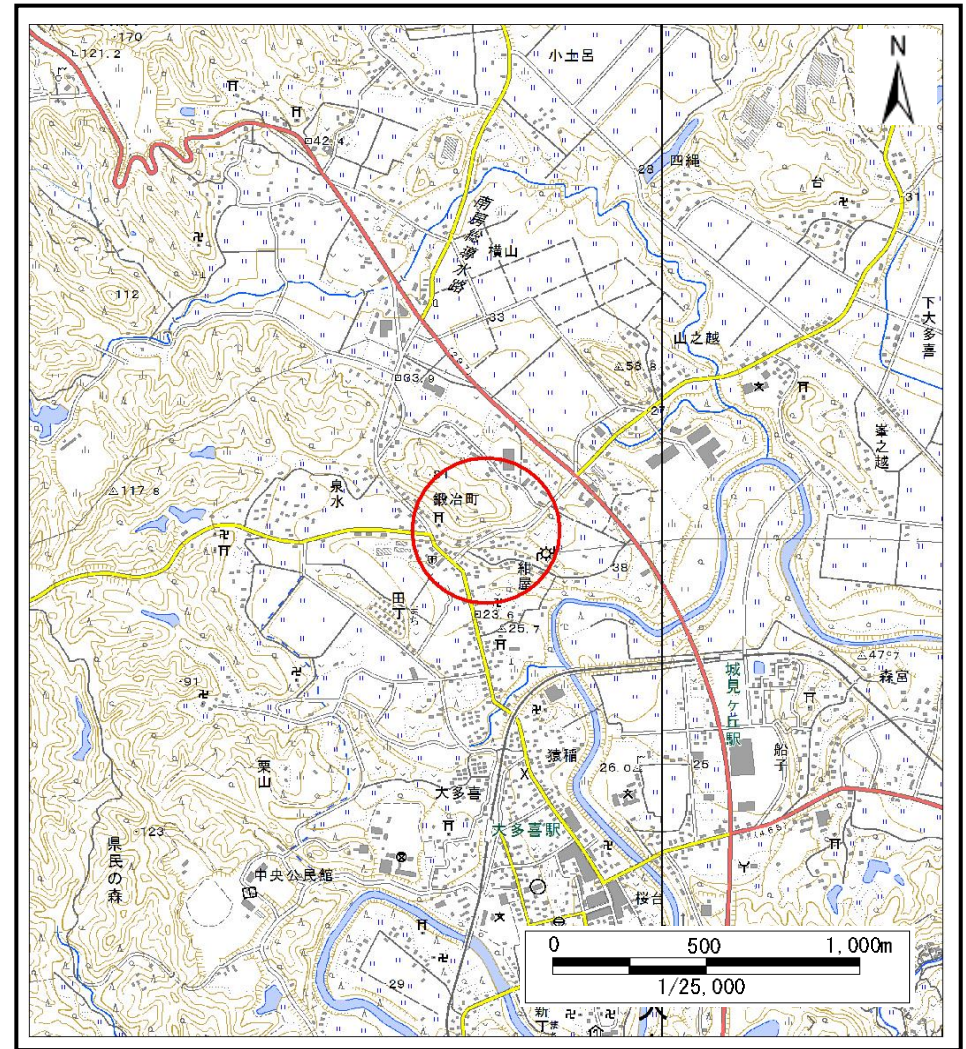 ·170
121.2
小土呂
N
42.4
四縄
28
台
31
南房総導水路
横山
112
33
下大多喜
山之越
53.8
33.9
27
峯之越
117.8
泉水
鍛冶町
紺屋
38
田丁
23.6
25.7
47.7
森宮
城見ヶ丘駅
·91
船子
猿稲
26.0
25
栗山
大多喜
大多喜駅
(465)
·123
県民の森
中央公民館
桜台
29
0 500 1,000m
1/25,000
新丁